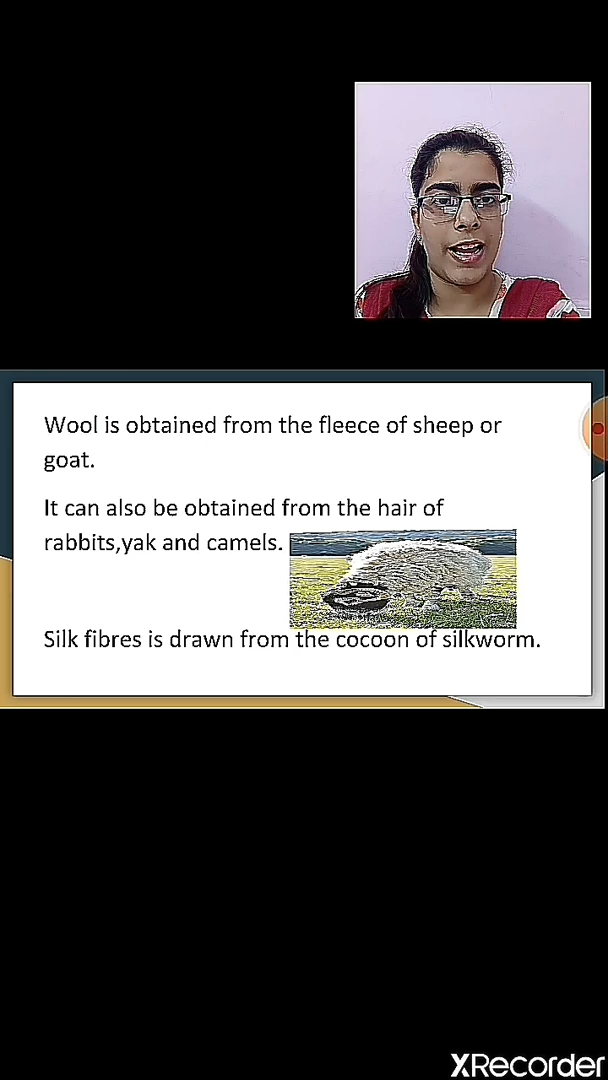 Wool is obtained from the fleece of sheep or
goat.
It can also be obtained from the hair of
rabbits,yak and camels.
Silk fibres is drawn from the cocoon of silkworm.
XRecorder